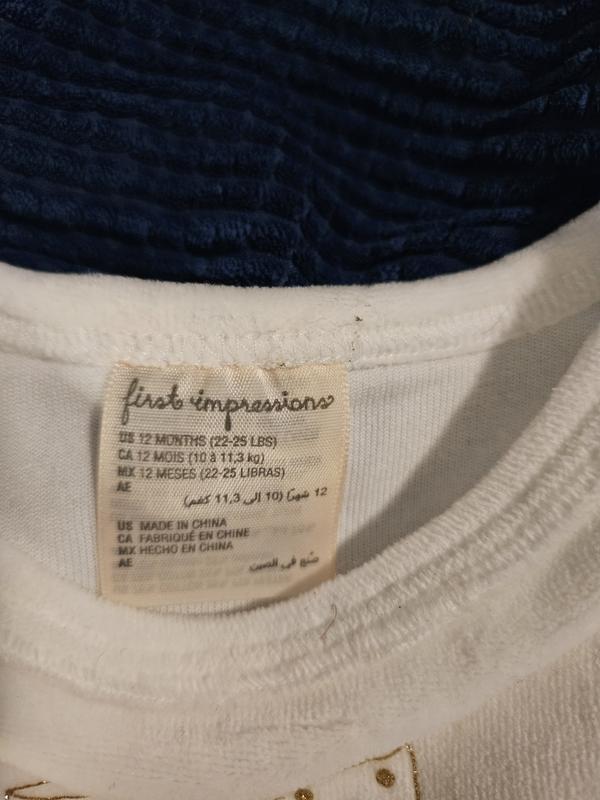 first impressions
US 12 MONTHS (22-25 LBS)
CA 12 MOIS (10 à 11,3 kg)
MX 12 MESES (22-25 LIBRAS)
AE
12 شهرًا (10 إلى 11,3 كغم)
US MADE IN CHINA
CA FABRIQUÉ EN CHINE
MX HECHO EN CHINA
AE
صُنع في الصين